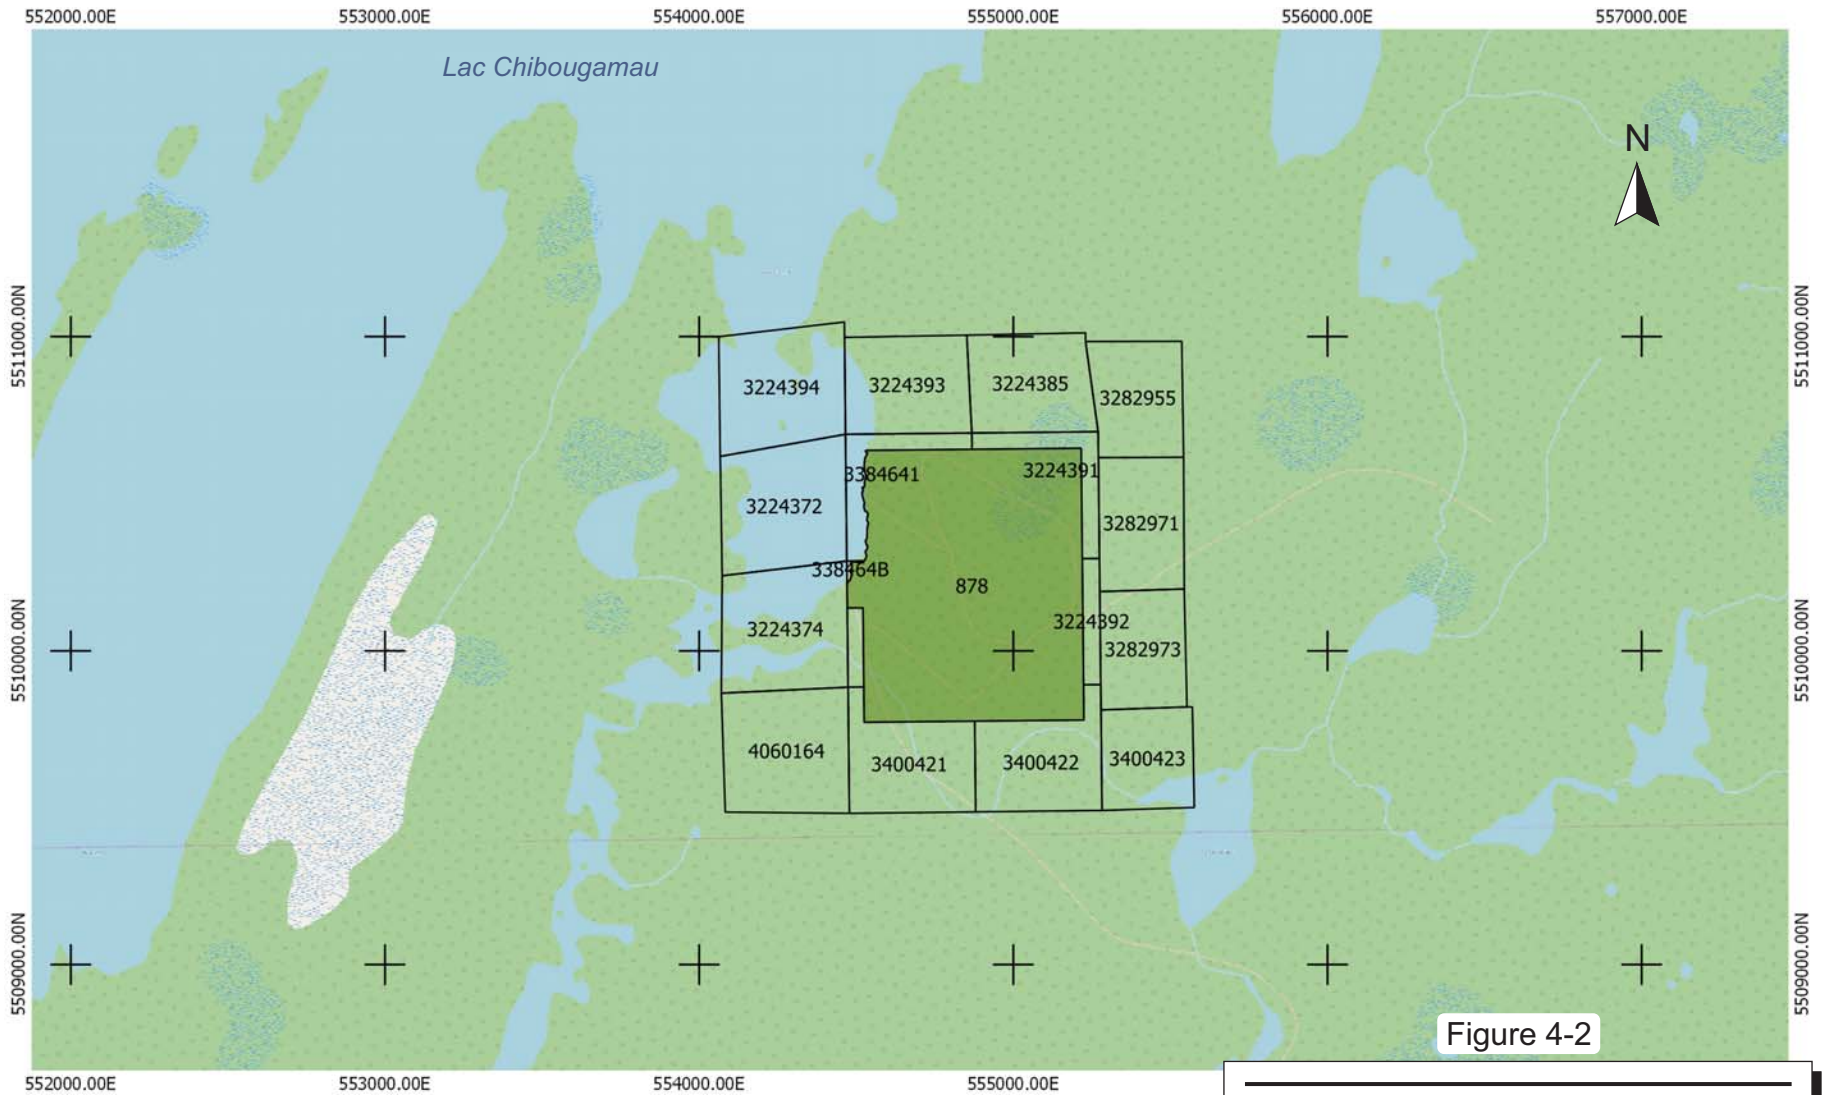 552000.00E 553000.00E 554000.00E 555000.00E 556000.00E 557000.00E
Lac Chibougamau
N
5511000.00N 5511000.00N
3224394 3224393 3224385 3282955
3384641 3224391
3224372 3282971
338464B 878
3224374 3224392
3282973
5510000.00N 5510000.00N
4060164 3400421 3400422 3400423
5509000.00N 5509000.00N
Figure 4-2
552000.00E 553000.00E 554000.00E 555000.00E